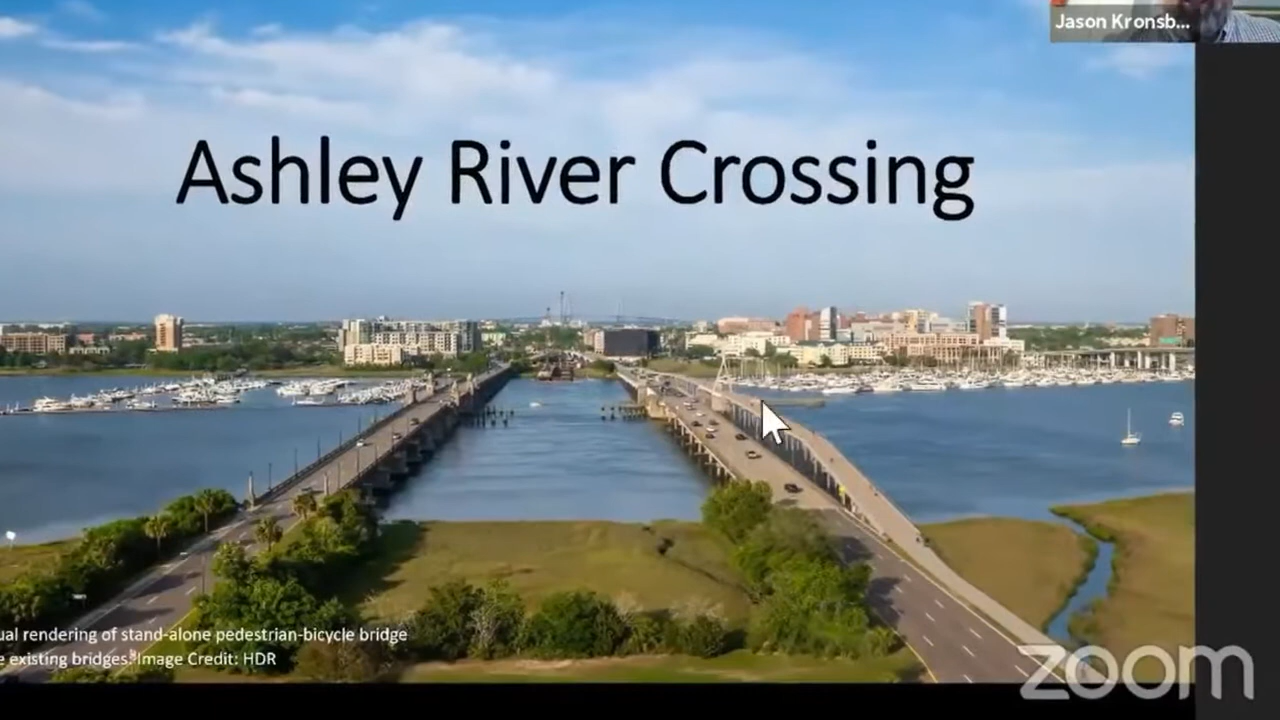 Jason Kronsb...
Ashley River Crossing
ual rendering of stand-alone pedestrian-bicycle bridge
e existing bridges. Image Credit: HDR
zoom